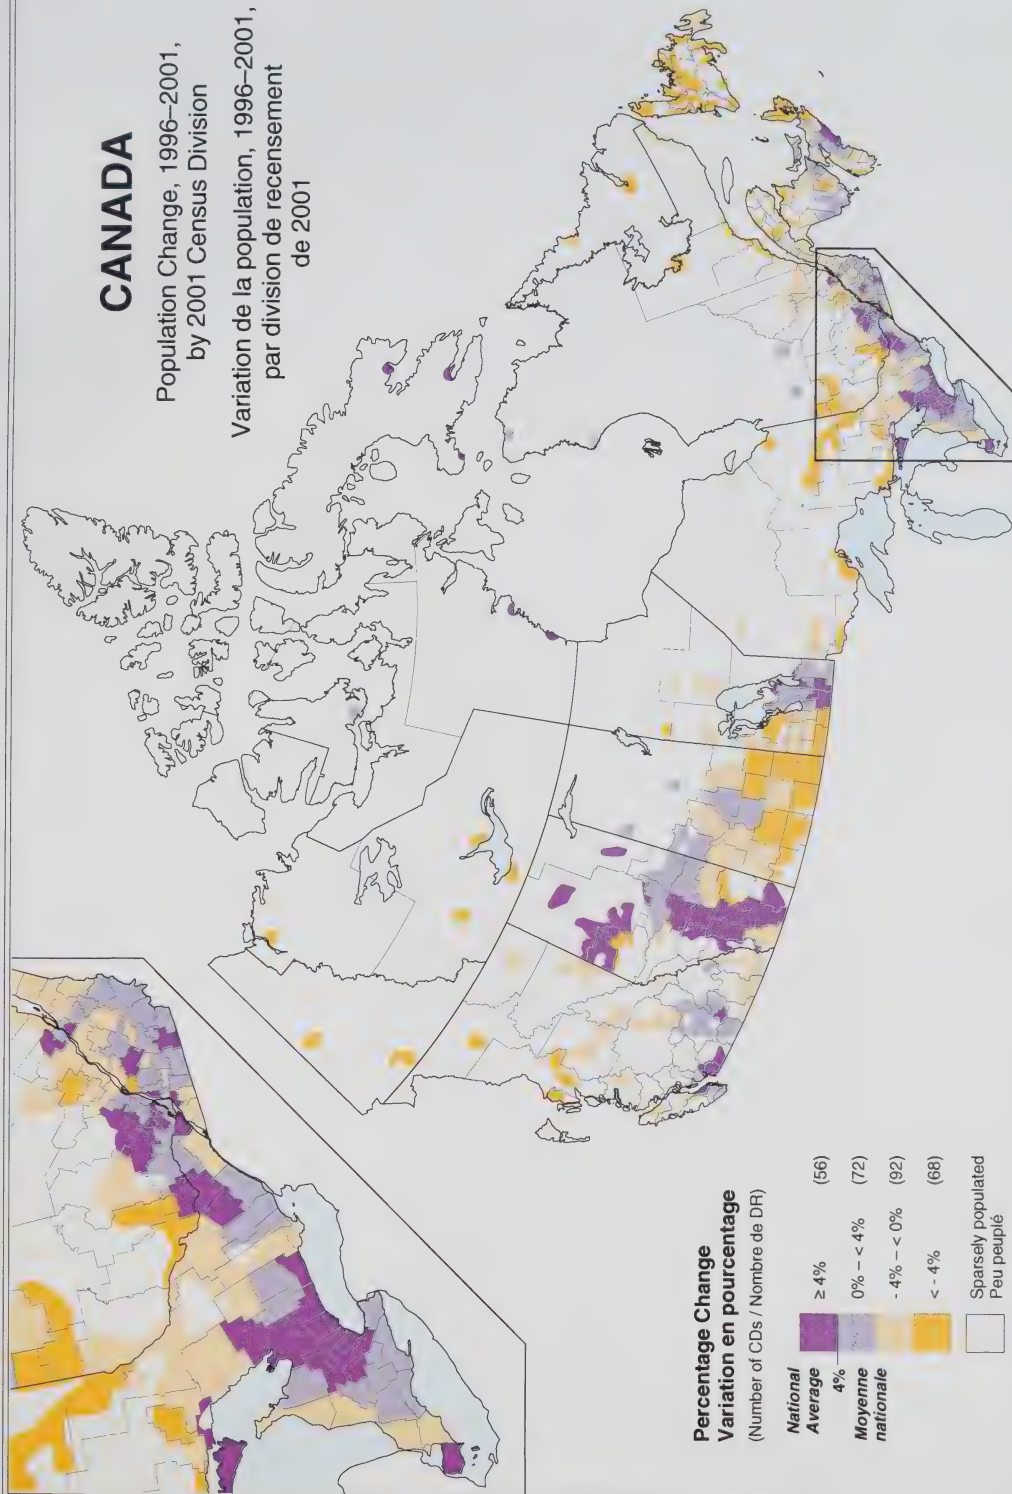 CANADA
Population Change, 1996–2001,
by 2001 Census Division
Variation de la population, 1996–2001,
par division de recensement
de 2001
Percentage Change
Variation en pourcentage
(Number of CDs / Nombre de DR)
National
Average
4%
Moyenne
nationale
≥ 4% (56)
0% – < 4% (72)
- 4% – < 0% (92)
< - 4% (68)
Sparsely populated
Peu peuplé